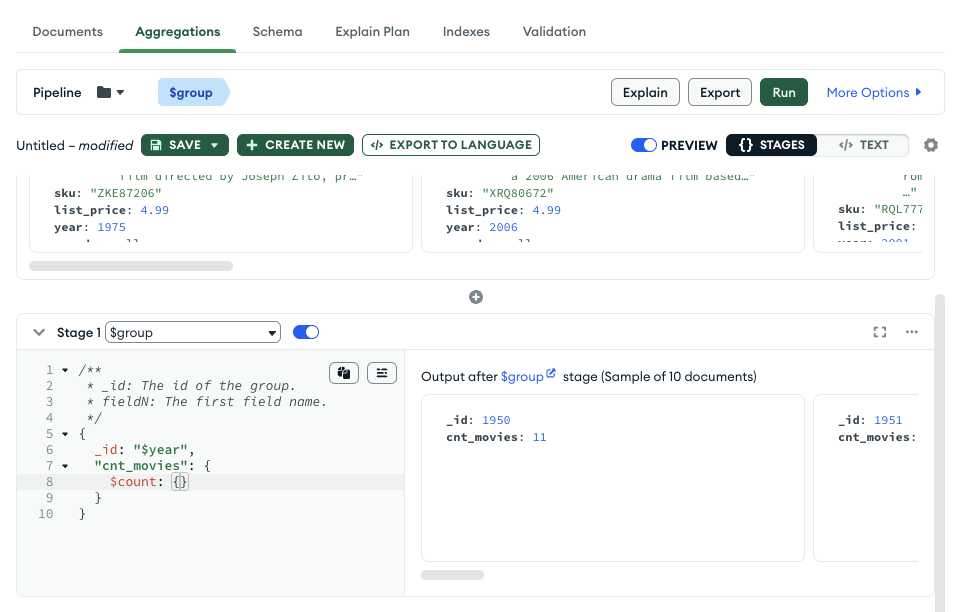 Documents Aggregations Schema Explain Plan Indexes Validation
Pipeline $group Explain Export Run More Options
Untitled – modified SAVE CREATE NEW EXPORT TO LANGUAGE PREVIEW {} STAGES </> TEXT
film directed by Joseph Zito, pr…"
sku: "ZKE87206"
list_price: 4.99
year: 1975
a 2006 American drama film based…"
sku: "XRQ80672"
list_price: 4.99
year: 2006
rom
…"
sku: "RQL777
list_price:
year: 2001
Stage 1 $group
1 /**
2 * _id: The id of the group.
3 * fieldN: The first field name.
4 */
5 {
6 _id: "$year",
7 "cnt_movies": {
8 $count: {}
9 }
10 }
Output after $group stage (Sample of 10 documents)
_id: 1950
cnt_movies: 11
_id: 1951
cnt_movies: